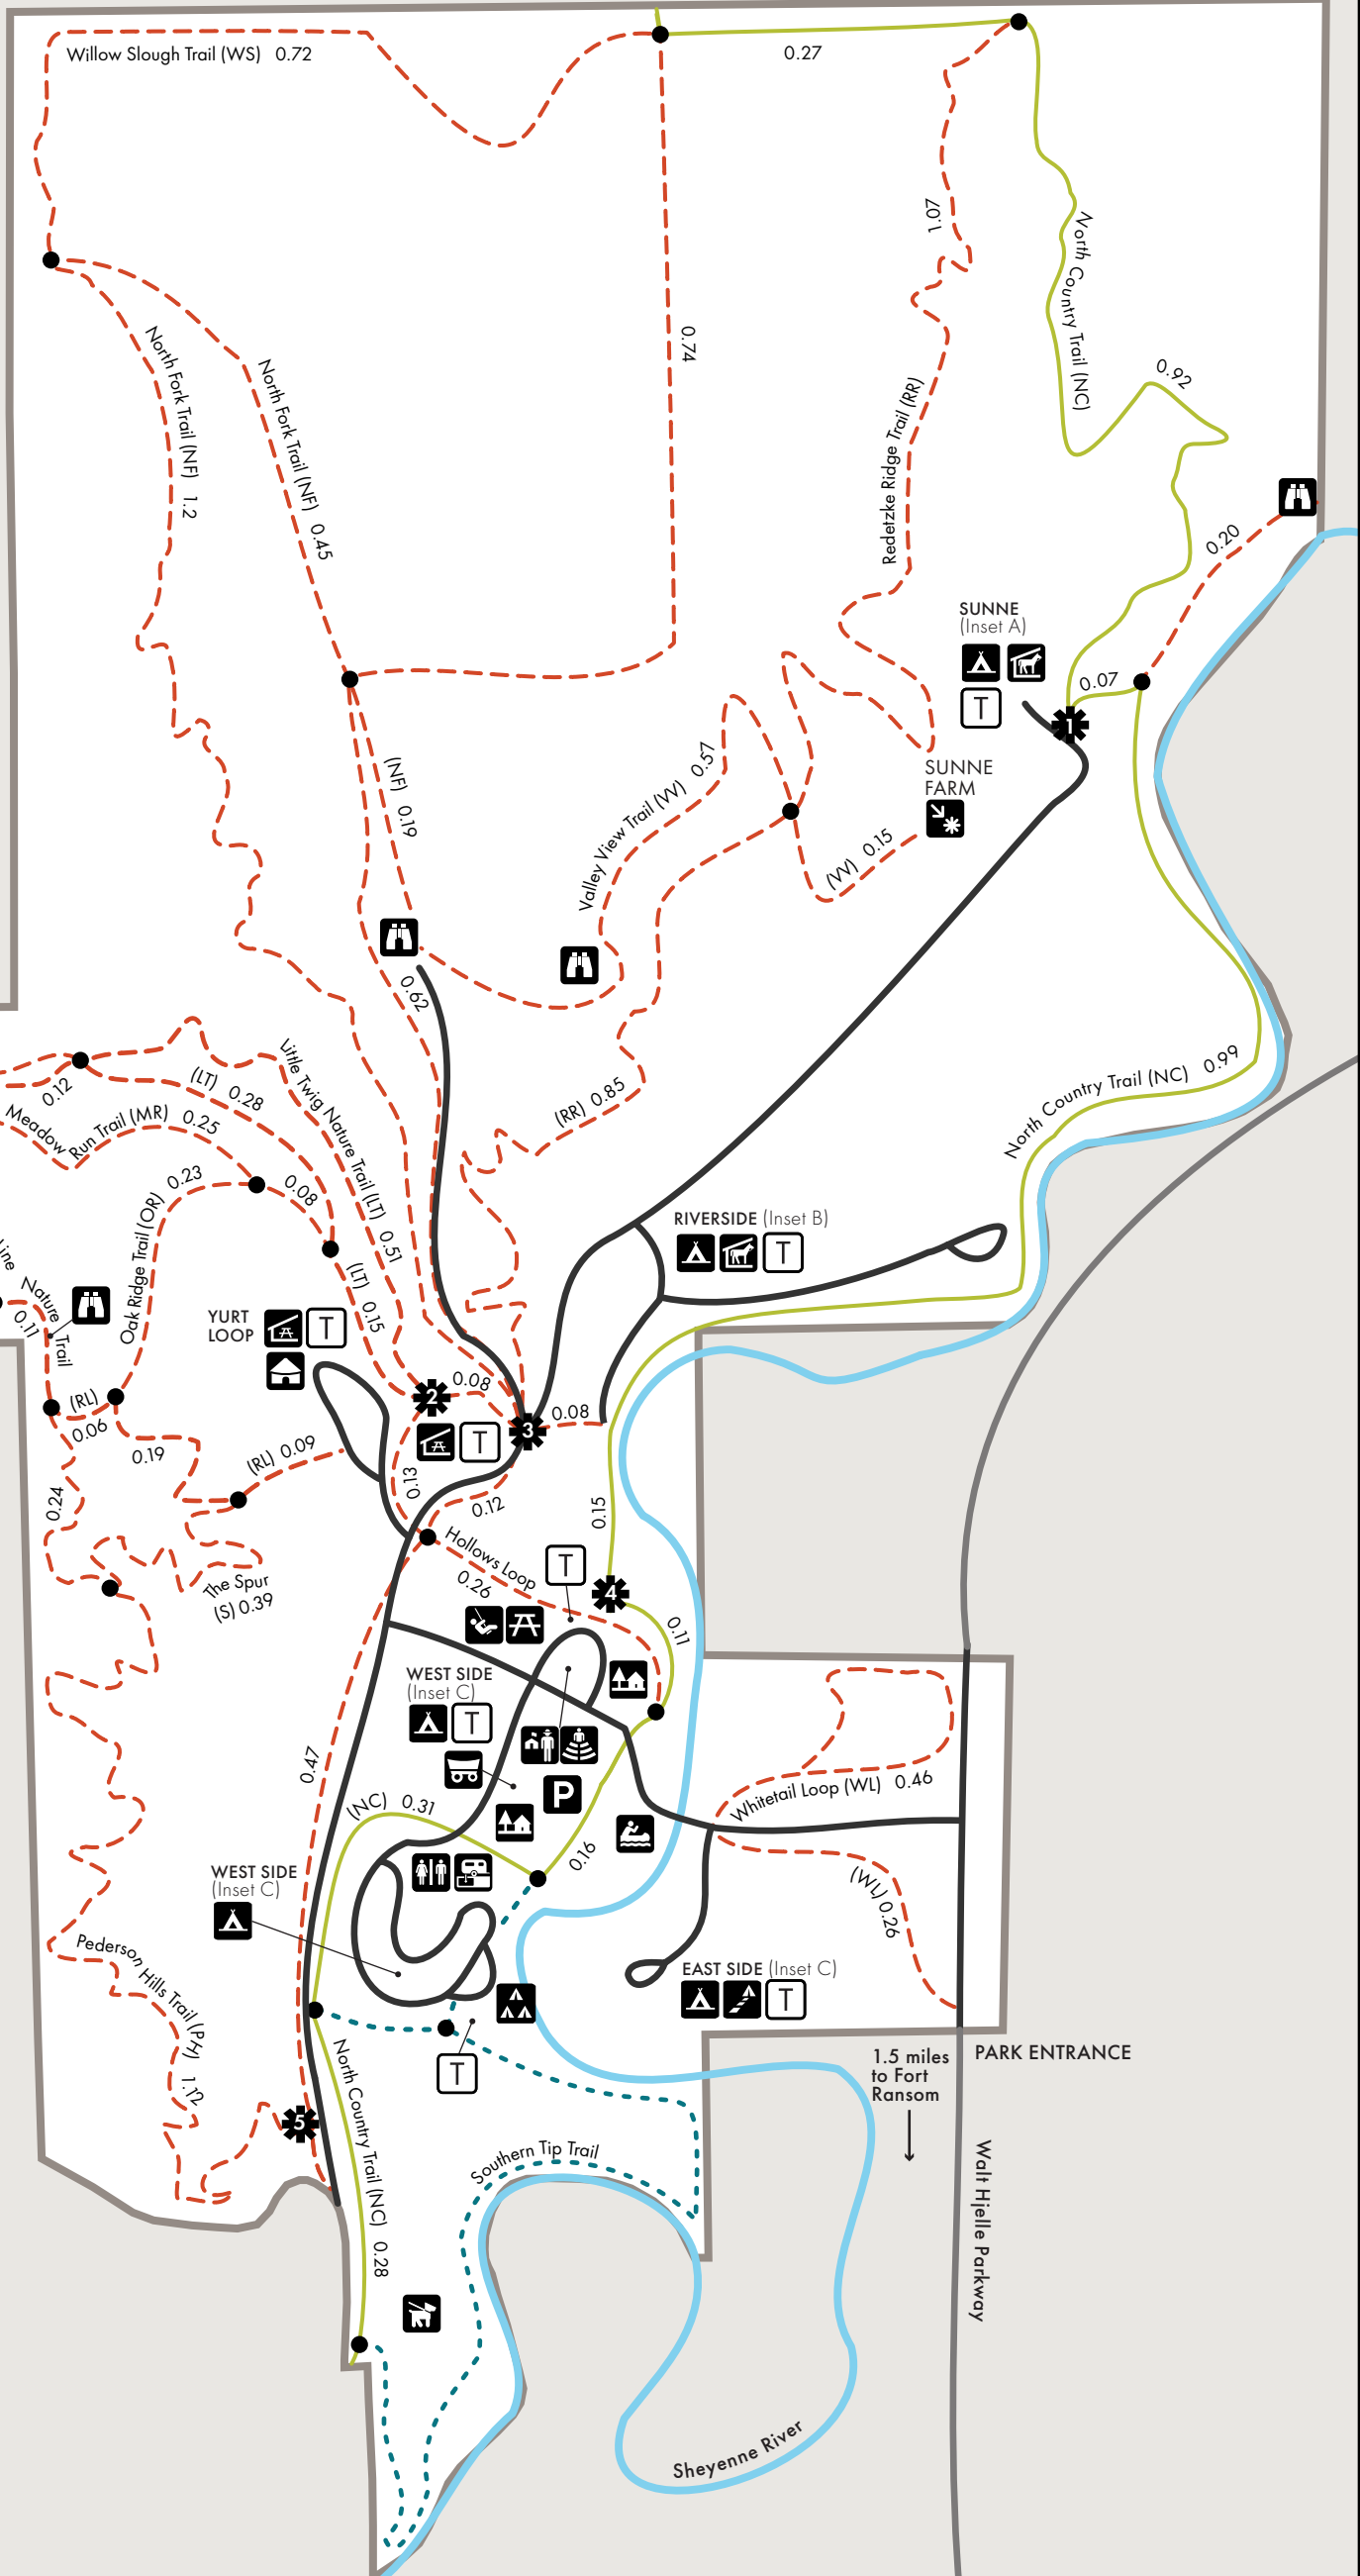 Willow Slough Trail (WS) 0.72
0.27
1.07
North Country Trail (NC)
0.92
0.74
North Fork Trail (NF) 1.2
North Fork Trail (NF) 0.45
Redetzke Ridge Trail (RR)
0.20
SUNNE
(Inset A)
T
0.07
1
SUNNE
FARM
(NF) 0.19
Valley View Trail (VV) 0.57
(VV) 0.15
0.62
Little Twig Nature Trail (LT) 0.51
(LT) 0.28
0.12
Meadow Run Trail (MR) 0.25
(RR) 0.85
North Country Trail (NC) 0.99
0.23
Oak Ridge Trail (OR)
0.08
(LT) 0.15
RIVERSIDE (Inset B)
T
Line
Nature Trail
0.11
YURT
LOOP
T
2
0.08
3
0.08
T
(RL)
0.06
0.19
(RL) 0.09
0.13
0.12
0.24
0.15
Hollows Loop
0.26
T
4
0.11
The Spur
(S) 0.39
WEST SIDE
(Inset C)
T
P
0.47
(NC) 0.31
0.16
Whitetail Loop (WL) 0.46
(WL) 0.26
WEST SIDE
(Inset C)
EAST SIDE (Inset C)
T
Pederson Hills Trail (PH) 1.12
5
T
North Country Trail (NC) 0.28
Southern Tip Trail
1.5 miles
to Fort
Ransom
PARK ENTRANCE
Walt Hjelle Parkway
Sheyenne River